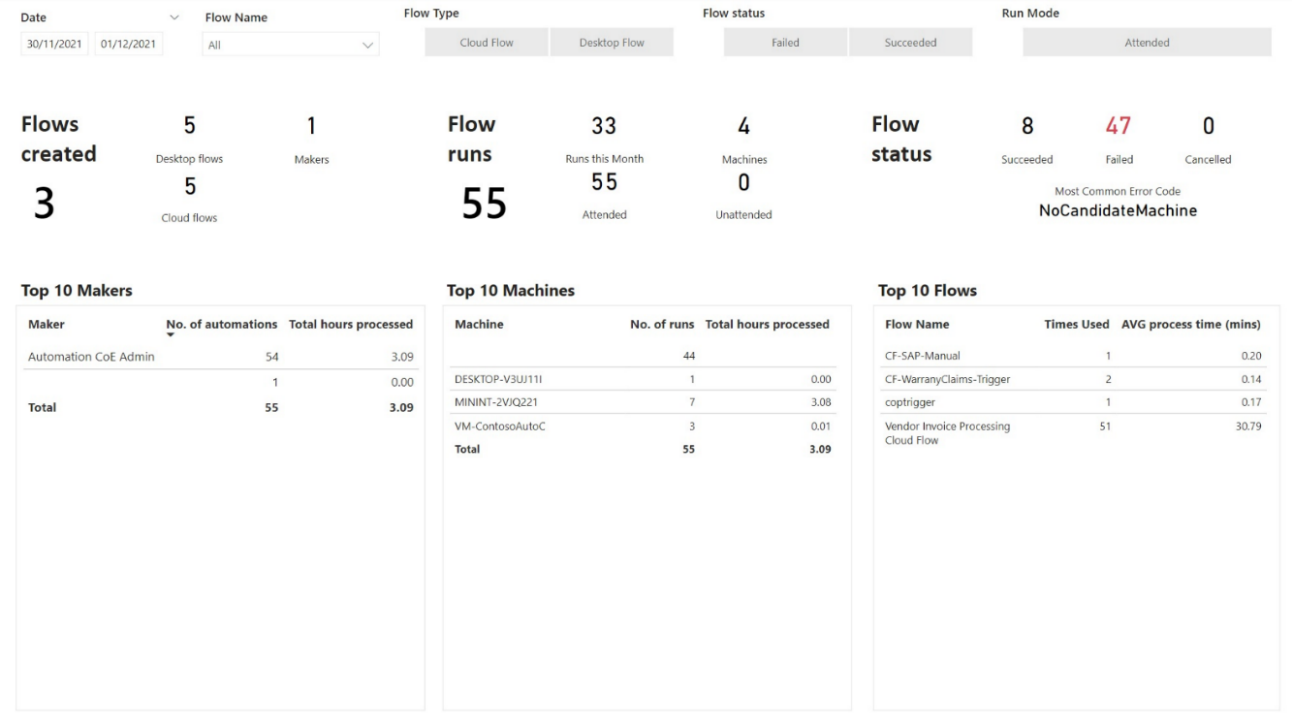 Date
Flow Name
Flow Type
Flow status
Run Mode
30/11/2021 01/12/2021
All
Cloud Flow Desktop Flow
Failed Succeeded
Attended
Flows
created
3
5
Desktop flows
1
Makers
5
Cloud flows
Flow
runs
55
33
Runs this Month
4
Machines
55
Attended
0
Unattended
Flow
status
8
Succeeded
47
Failed
0
Cancelled
Most Common Error Code
NoCandidateMachine
Top 10 Makers
Maker No. of automations Total hours processed
Automation CoE Admin 54 3.09
1 0.00
Total 55 3.09
Top 10 Machines
Machine No. of runs Total hours processed
44
DESKTOP-V3UJ11I 1 0.00
MININT-2VJQ221 7 3.08
VM-ContosoAutoC 3 0.01
Total 55 3.09
Top 10 Flows
Flow Name Times Used AVG process time (mins)
CF-SAP-Manual 1 0.20
CF-WarranyClaims-Trigger 2 0.14
coptrigger 1 0.17
Vendor Invoice Processing 51 30.79
Cloud Flow